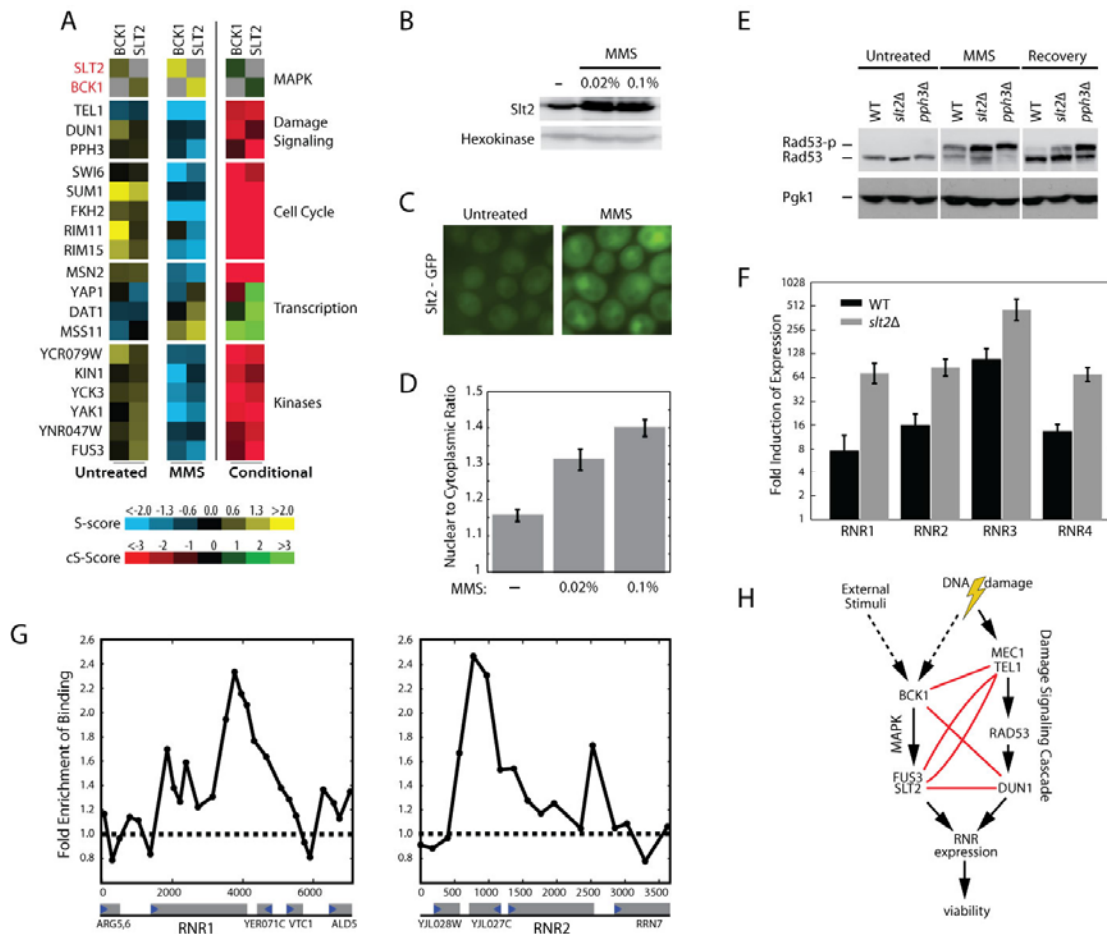 A
BCK1 SLT2 BCK1 SLT2 BCK1 SLT2
SLT2
BCK1
MAPK
TEL1
DUN1
PPH3
Damage
Signaling
SWI6
SUM1
FKH2
RIM11
RIM15
Cell Cycle
MSN2
YAP1
DAT1
MSS11
Transcription
YCR079W
KIN1
YCK3
YAK1
YNR047W
FUS3
Kinases
Untreated MMS Conditional
<-2.0 -1.3 -0.6 0.0 0.6 1.3 >2.0
S-score
<-3 -2 -1 0 1 2 >3
cS-Score
B
MMS
– 0.02% 0.1%
Slt2
Hexokinase
C
Untreated MMS
Slt2 - GFP
D
Nuclear to Cytoplasmic Ratio
1.5
1.4
1.3
1.2
1.1
1
MMS: – 0.02% 0.1%
E
Untreated MMS Recovery
WT slt2Δ pph3Δ WT slt2Δ pph3Δ WT slt2Δ pph3Δ
Rad53-p
Rad53
Pgk1
F
Fold Induction of Expression
1028
512
256
128
64
32
16
8
4
2
1
WT
slt2Δ
RNR1 RNR2 RNR3 RNR4
G
Fold Enrichment of Binding
2.6
2.4
2.2
2.0
1.8
1.6
1.4
1.2
1.0
0.8
0 2000 4000 6000
ARG5,6 RNR1 YER071C VTC1 ALD5
2.6
2.4
2.2
2.0
1.8
1.6
1.4
1.2
1.0
0.8
0 500 1000 1500 2000 2500 3000 3500
YJL028W YJL027C RNR2 RRN7
H
External
Stimuli
DNA damage
MEC1
TEL1
BCK1
MAPK
RAD53
Damage Signaling Cascade
FUS3
SLT2
DUN1
RNR
expression
viability